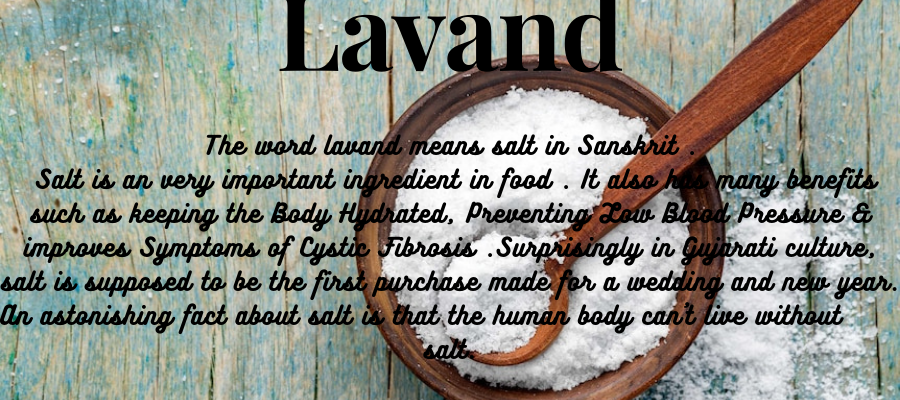 Lavand
The word lavand means salt in Sanskrit .
Salt is an very important ingredient in food . It also has many benefits
such as keeping the Body Hydrated, Preventing Low Blood Pressure &
improves Symptoms of Cystic Fibrosis .Surprisingly in Gujarati culture,
salt is supposed to be the first purchase made for a wedding and new year.
An astonishing fact about salt is that the human body can't live without
salt.